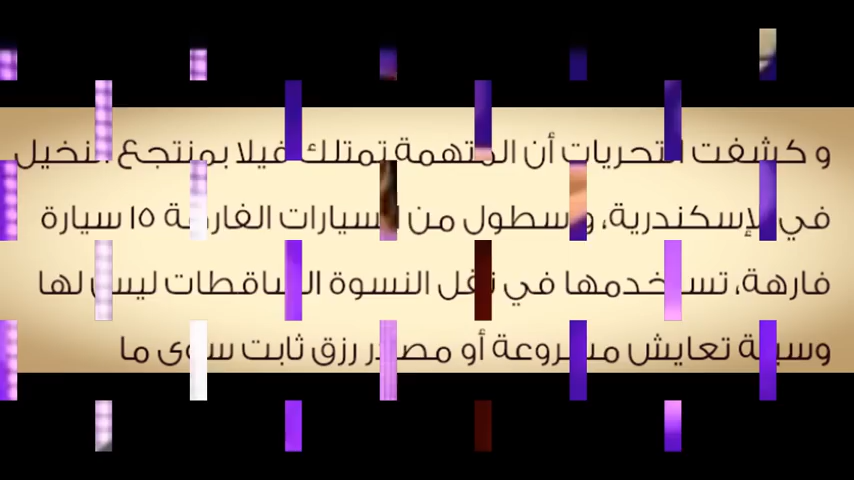 و كشفت التحريات أن المتهمة تمتلك فيلا بمنتجع النخيل
في الإسكندرية، وأسطول من السيارات الفارهة ١٥ سيارة
فارهة، تستخدمها في نقل النسوة الساقطات ليس لها
وسيلة تعايش مشروعة أو مصادر رزق ثابت سوى ما